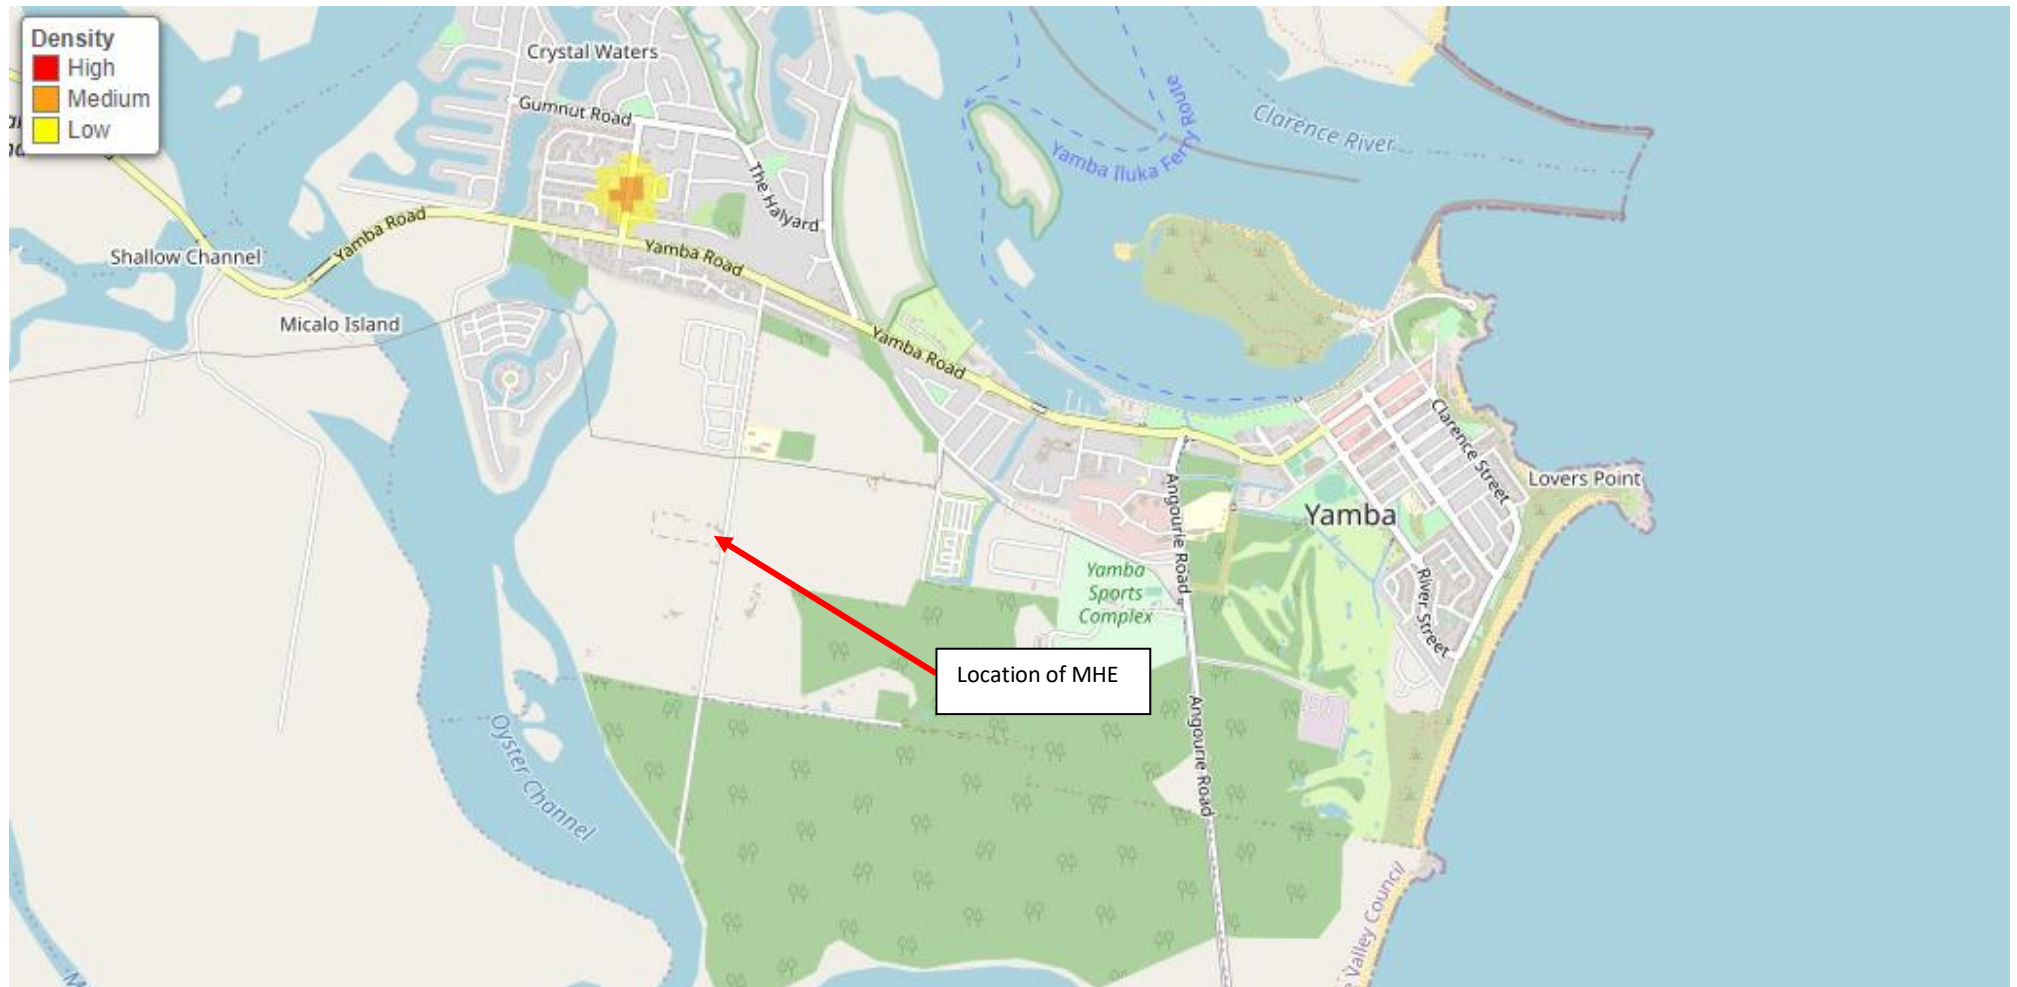 Density
High
Medium
Low
Crystal Waters
Gumnut Road
The Halyard
Yamba Iluka Ferry Route
Clarence River
Yamba Road
Shallow Channel
Yamba Road
Micalo Island
Yamba Road
Clarence Street
Lovers Point
Angourie Road
Yamba
Yamba
Sports
Complex
River Street
Location of MHE
Oyster Channel
Angourie Road
Valley Council